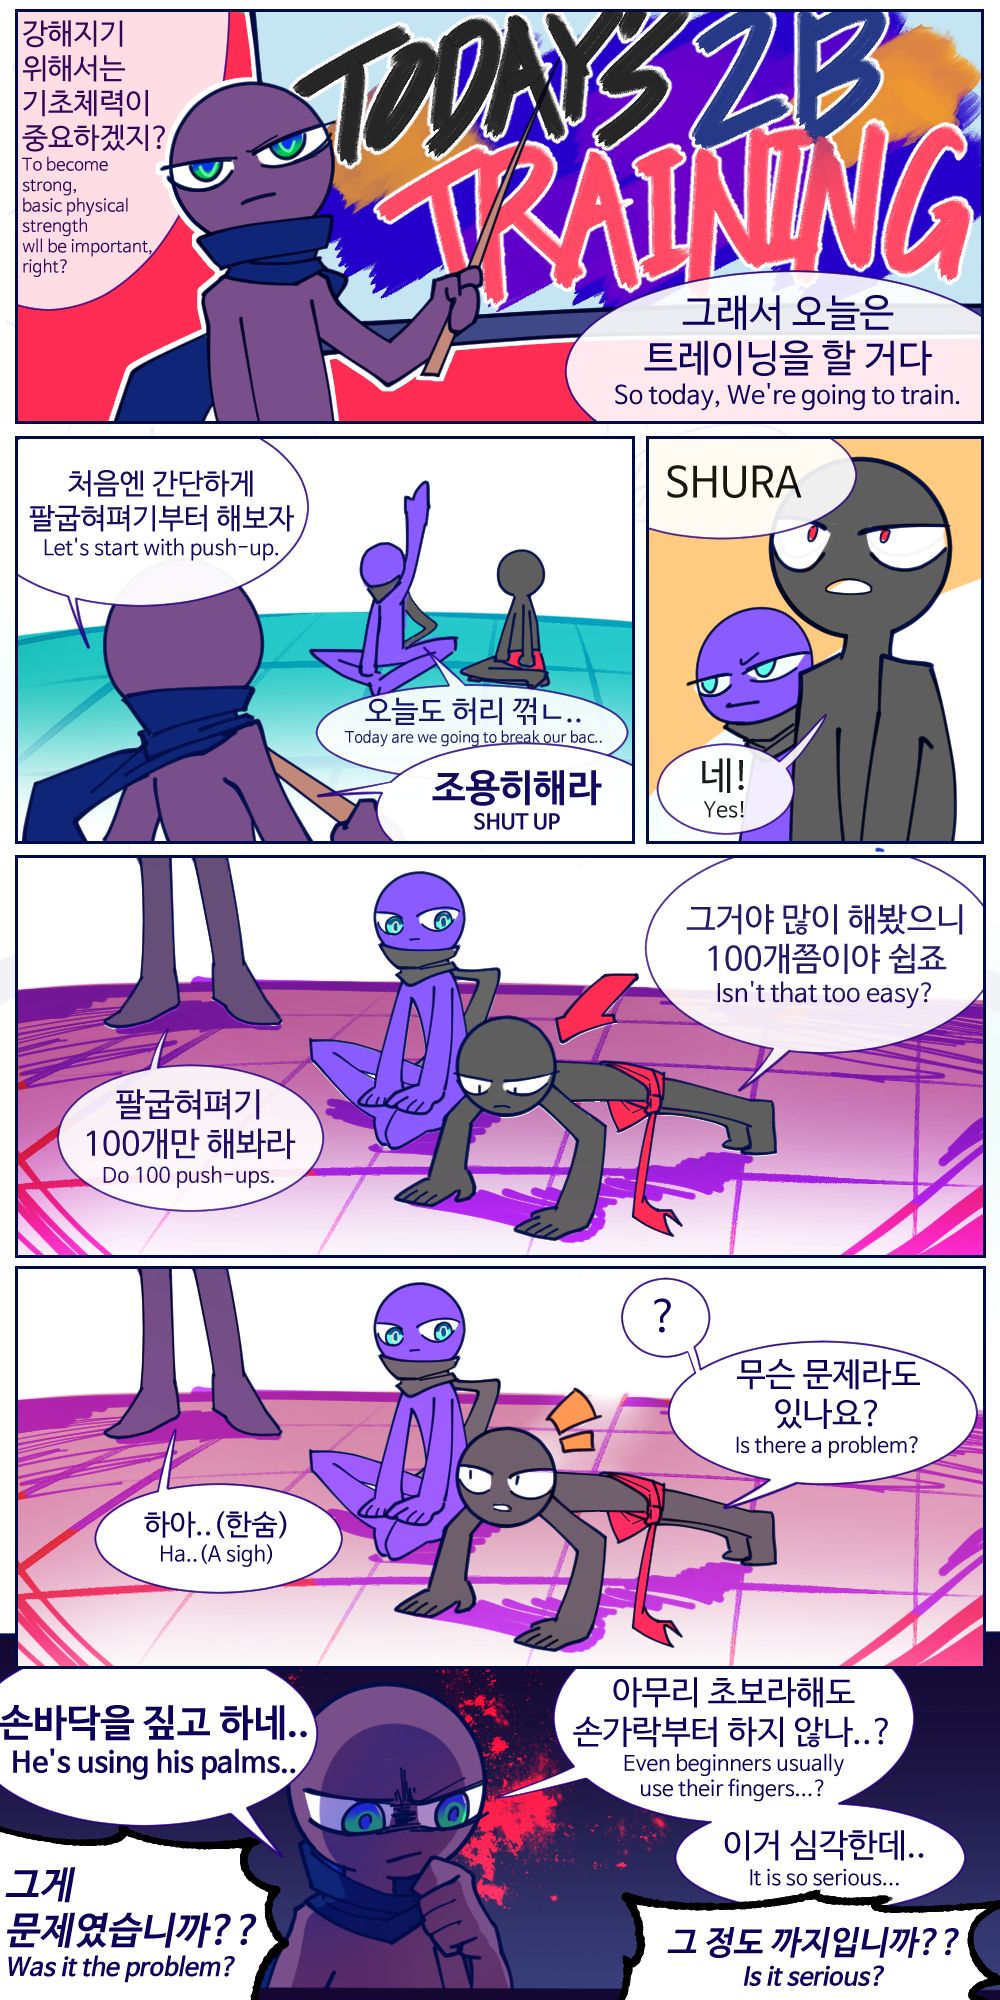 강해지기
위해서는
기초체력이
중요하겠지?
To become
strong,
basic physical
strength
wll be important,
right?
TODAY'S 2B
TRAINING
그래서 오늘은
트레이닝을 할 거다
So today, We're going to train.
처음엔 간단하게
팔굽혀펴기부터 해보자
Let's start with push-up.
오늘도 허리 꺾ㄴ..
Today are we going to break our bac..
조용히해라
SHUT UP
SHURA
네!
Yes!
그거야 많이 해봤으니
100개쯤이야 쉽죠
Isn't that too easy?
팔굽혀펴기
100개만 해봐라
Do 100 push-ups.
?
무슨 문제라도
있나요?
Is there a problem?
하아..(한숨)
Ha..(A sigh)
손바닥을 짚고 하네..
He's using his palms..
아무리 초보라해도
손가락부터 하지 않나..?
Even beginners usually
use their fingers...?
이거 심각한데..
It is so serious...
그게
문제였습니까??
Was it the problem?
그 정도 까지입니까??
Is it serious?